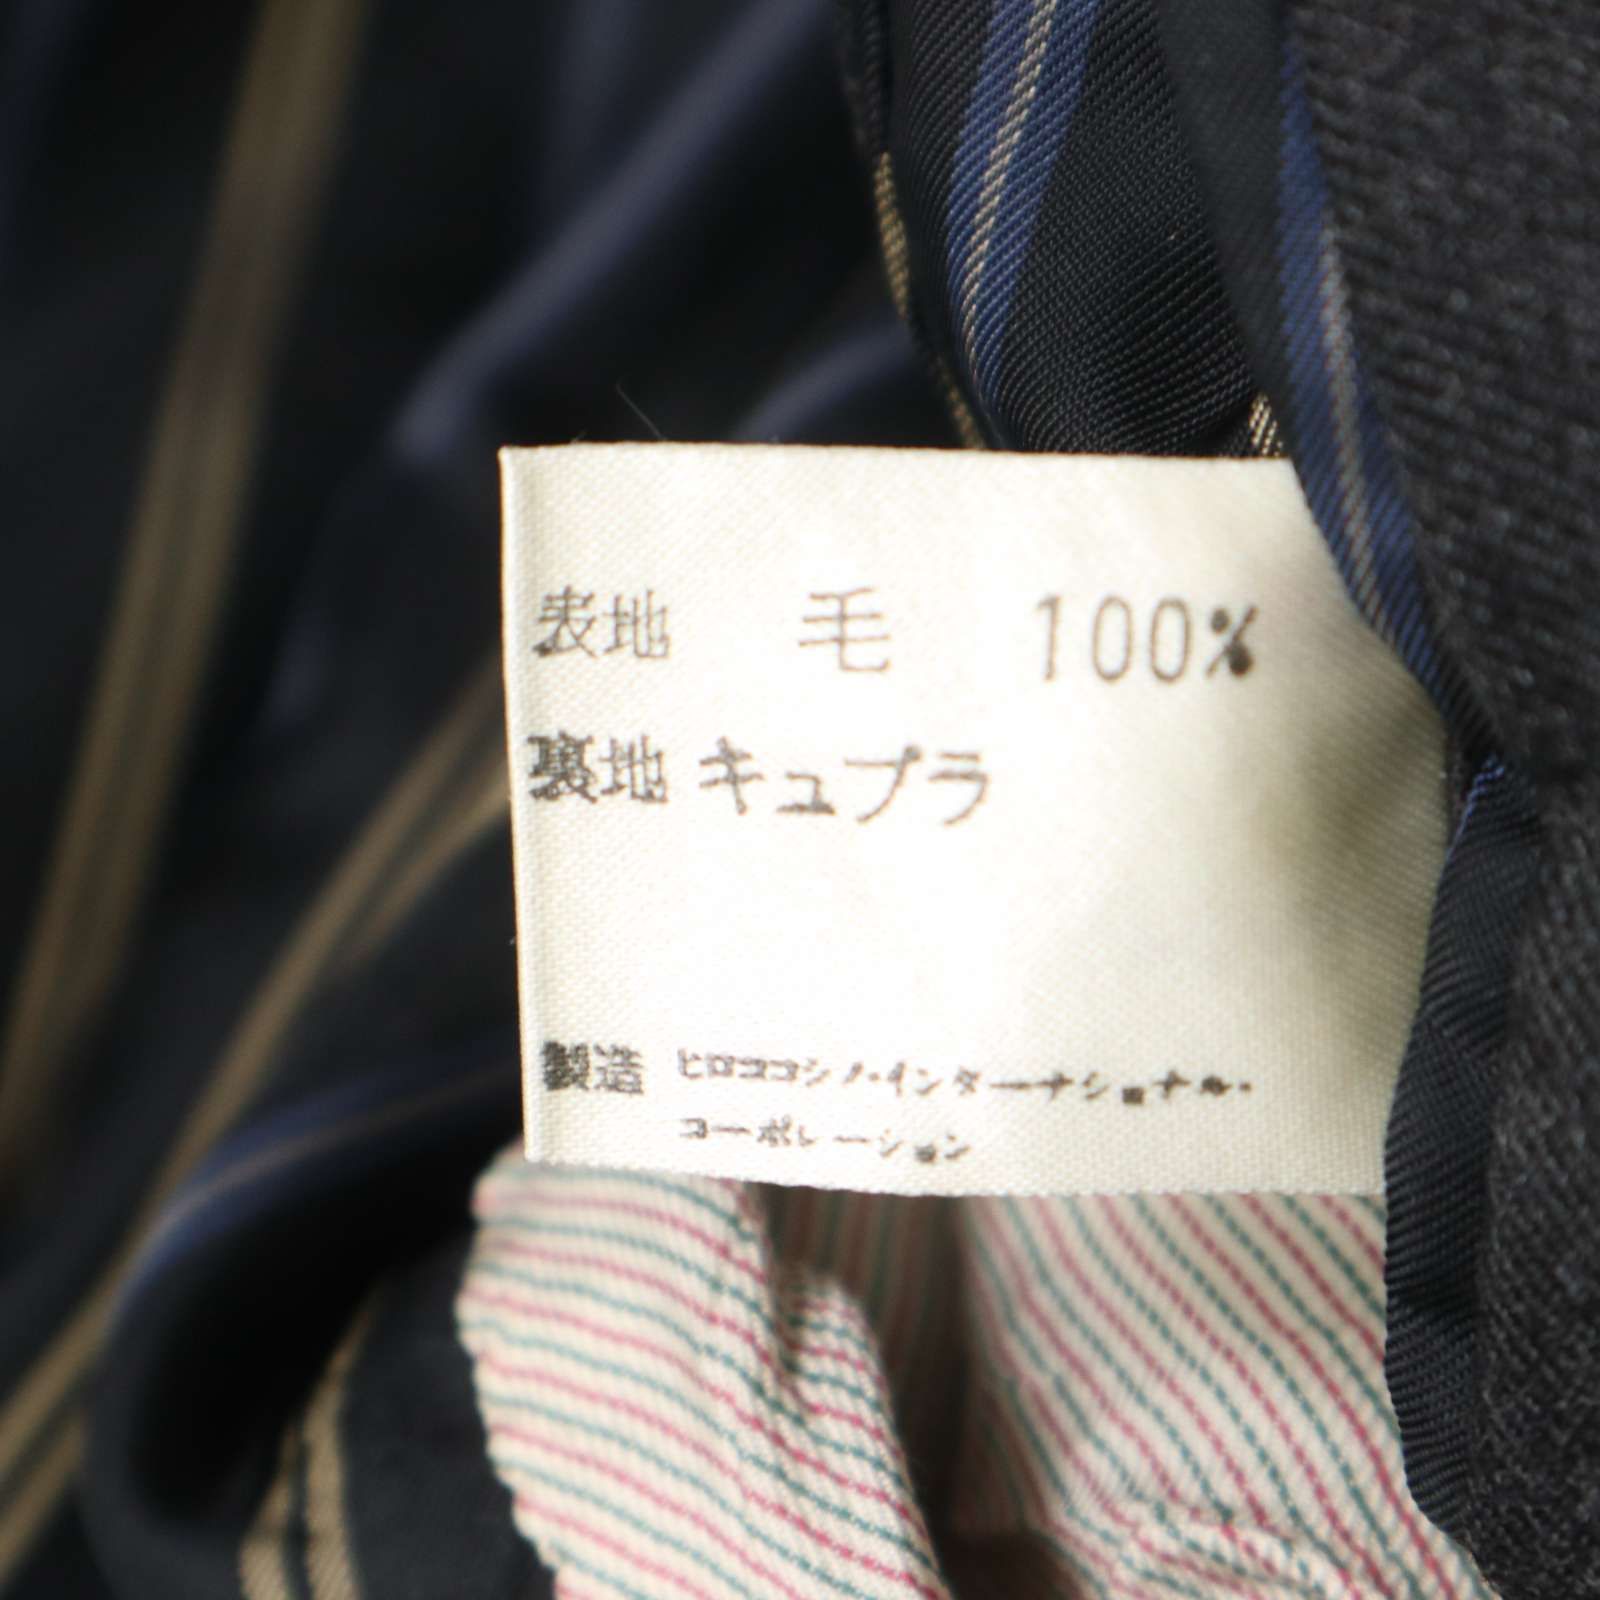 表地 毛 100%
裏地 キュプラ
製造 ヒロココシノ・インターナショナル・
コーポレーション